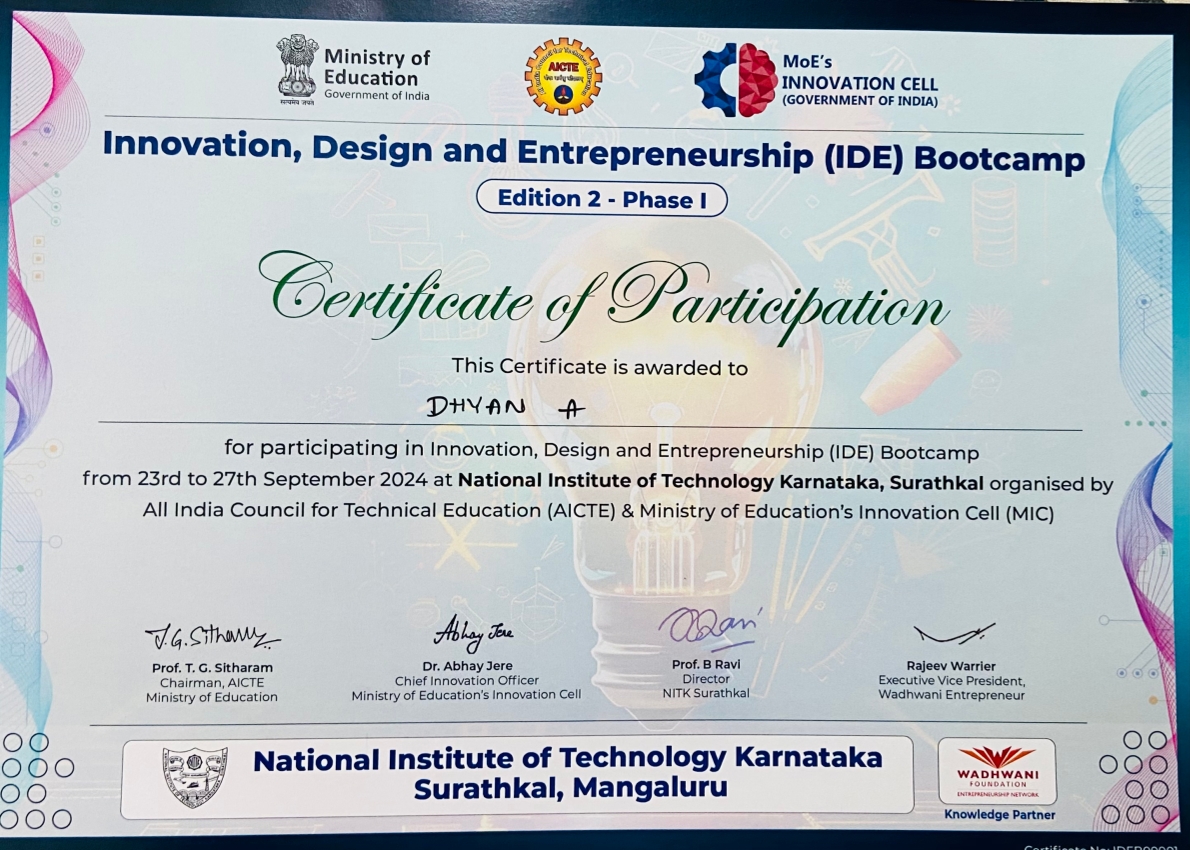 Ministry of
Education
Government of India
सत्यमेव जयते
AICTE
MoE's
INNOVATION CELL
(GOVERNMENT OF INDIA)
Innovation, Design and Entrepreneurship (IDE) Bootcamp
Edition 2 - Phase I
Certificate of Participation
This Certificate is awarded to
DHYAN A
for participating in Innovation, Design and Entrepreneurship (IDE) Bootcamp
from 23rd to 27th September 2024 at National Institute of Technology Karnataka, Surathkal organised by
All India Council for Technical Education (AICTE) & Ministry of Education's Innovation Cell (MIC)
T.G.Sitharam
Abhay Jere
Prof. T. G. Sitharam
Chairman, AICTE
Ministry of Education
Dr. Abhay Jere
Chief Innovation Officer
Ministry of Education's Innovation Cell
Prof. B Ravi
Director
NITK Surathkal
Rajeev Warrier
Executive Vice President,
Wadhwani Entrepreneur
National Institute of Technology Karnataka
Surathkal, Mangaluru
WADHWANI
FOUNDATION
ENTREPRENEURSHIP NETWORK
Knowledge Partner